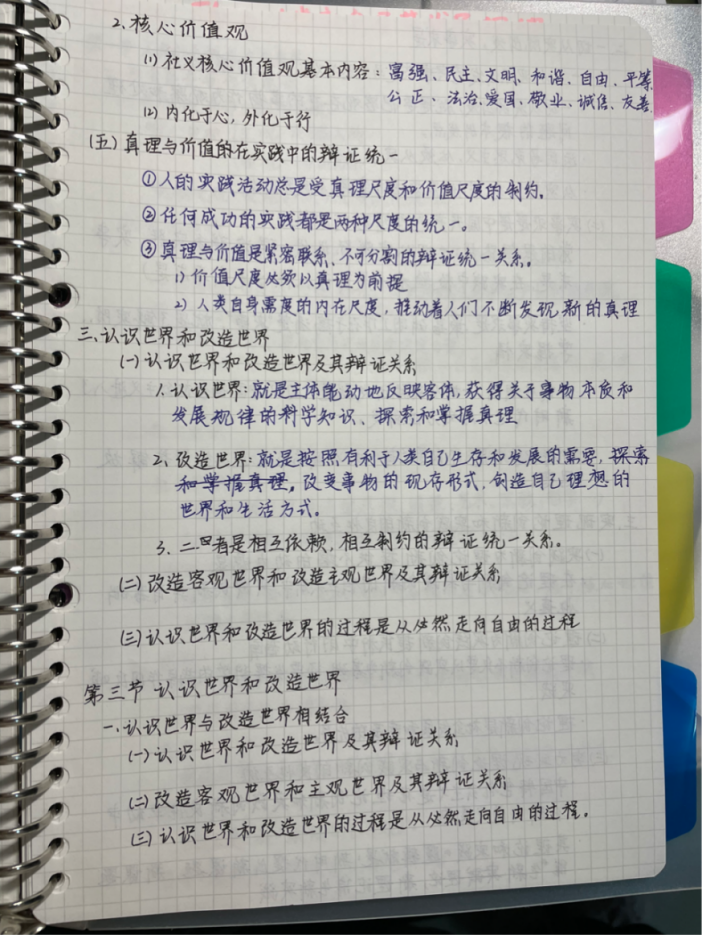 2、核心价值观
(1) 社义核心价值观基本内容：富强、民主、文明、和谐、自由、平等
公正、法治、爱国、敬业、诚信、友善
(2) 内化于心，外化于行
(五) 真理与价值的在实践中的辩证统一
①人的实践活动总是受真理尺度和价值尺度的制约。
②任何成功的实践都是两种尺度的统一。
③真理与价值是紧密联系、不可分割的辩证统一关系。
1) 价值尺度必须以真理为前提
2) 人类自身需度的内在尺度，推动着人们不断发现新的真理
三、认识世界和改造世界
(一) 认识世界和改造世界及其辩证关系
1、认识世界：就是主体能动地反映客体，获得关于事物本质和
发展规律的科学知识、探索和掌握真理
2、改造世界：就是按照有利于人类自己生存和发展的需要，探索
和掌握真理，改变事物的现存形式，创造自己理想的
世界和生活方式。
3、二者是相互依赖，相互制约的辩证统一关系。
(二) 改造客观世界和改造主观世界及其辩证关系
(三) 认识世界和改造世界的过程是从必然走向自由的过程
第三节 认识世界和改造世界
一、认识世界与改造世界相结合
(一) 认识世界和改造世界及其辩证关系
(二) 改造客观世界和主观世界及其辩证关系
(三) 认识世界和改造世界的过程是从必然走向自由的过程。